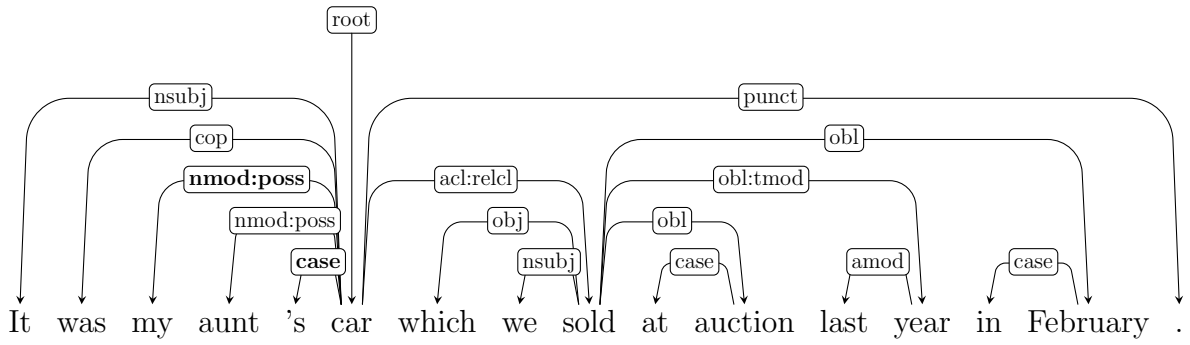 root
nsubj punct
cop obl
nmod:poss acl:relcl obl:tmod
nmod:poss obj obl
case nsubj case amod case
It was my aunt 's car which we sold at auction last year in February .